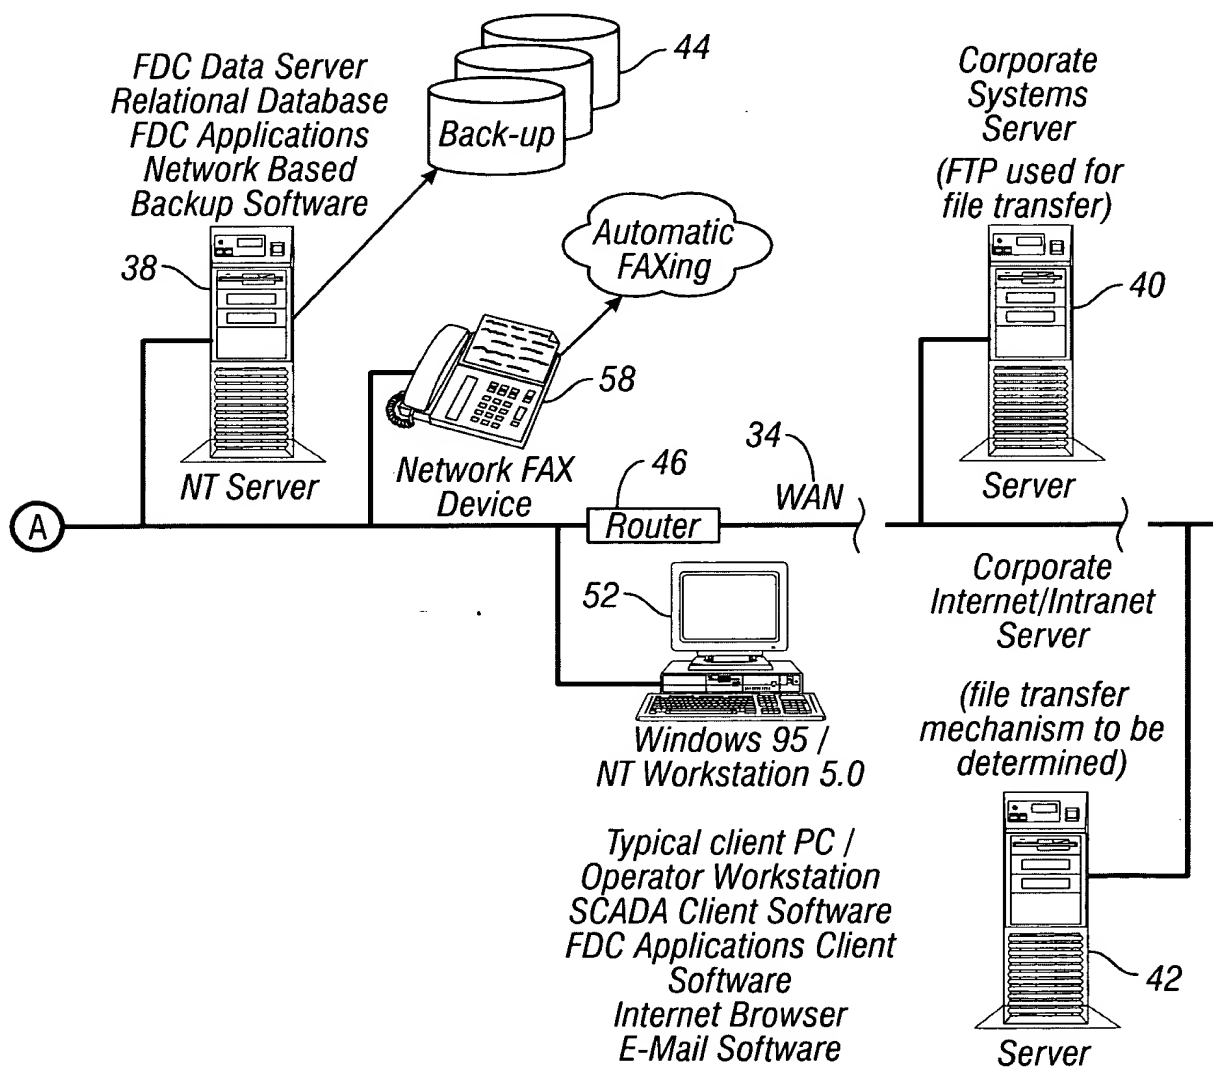 FDC Data Server
Relational Database
FDC Applications
Network Based
Backup Software
38
NT Server
44
Back-up
Automatic
FAXing
58
Network FAX
Device
Corporate
Systems
Server
(FTP used for
file transfer)
40
Server
A
46
Router
34
WAN
52
Windows 95 /
NT Workstation 5.0
Typical client PC /
Operator Workstation
SCADA Client Software
FDC Applications Client
Software
Internet Browser
E-Mail Software
Corporate
Internet/Intranet
Server
(file transfer
mechanism to be
determined)
42
Server